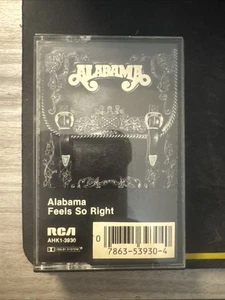 ALABAMA
Alabama
Feels So Right
RCA
AHK1-3930
0
7863-53930-4